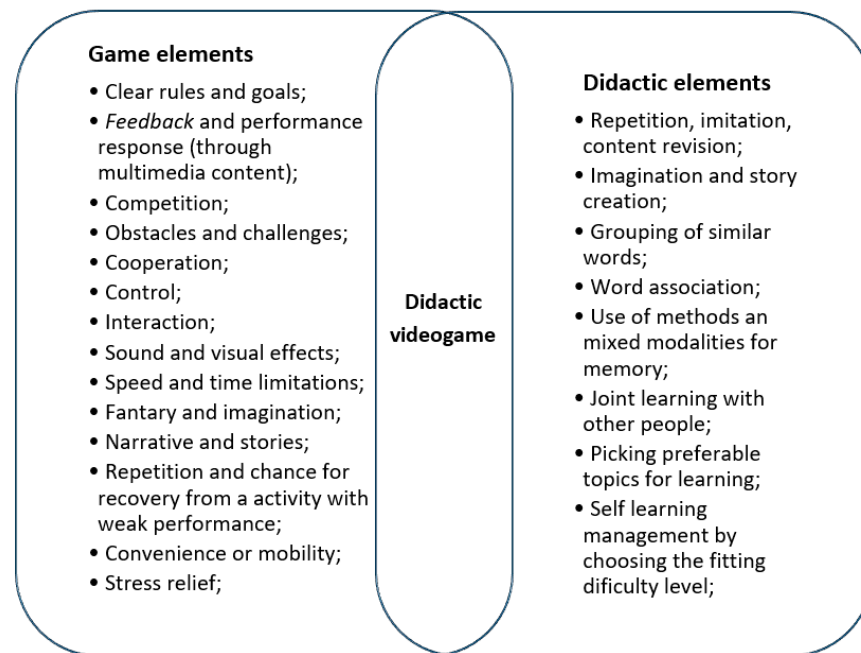 Game elements
• Clear rules and goals;
• Feedback and performance
response (through
multimedia content);
• Competition;
• Obstacles and challenges;
• Cooperation;
• Control;
• Interaction;
• Sound and visual effects;
• Speed and time limitations;
• Fantary and imagination;
• Narrative and stories;
• Repetition and chance for
recovery from a activity with
weak performance;
• Convenience or mobility;
• Stress relief;
Didactic
videogame
Didactic elements
• Repetition, imitation,
content revision;
• Imagination and story
creation;
• Grouping of similar
words;
• Word association;
• Use of methods an
mixed modalities for
memory;
• Joint learning with
other people;
• Picking preferable
topics for learning;
• Self learning
management by
choosing the fitting
dificulty level;